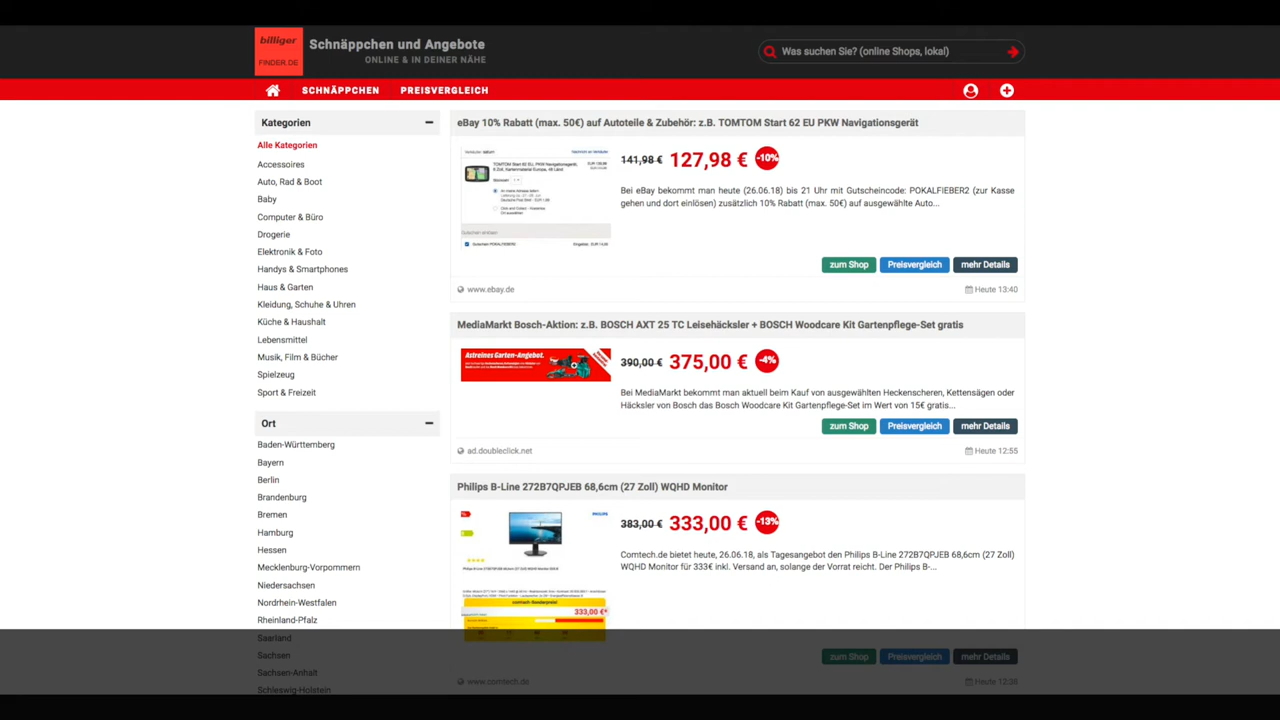 billiger
FINDER.DE
Schnäppchen und Angebote
ONLINE & IN DEINER NÄHE
Was suchen Sie? (online Shops, lokal)
SCHNÄPPCHEN
PREISVERGLEICH
Kategorien
Alle Kategorien
Accessoires
Auto, Rad & Boot
Baby
Computer & Büro
Drogerie
Elektronik & Foto
Handys & Smartphones
Haus & Garten
Kleidung, Schuhe & Uhren
Küche & Haushalt
Lebensmittel
Musik, Film & Bücher
Spielzeug
Sport & Freizeit
Ort
Baden-Württemberg
Bayern
Berlin
Brandenburg
Bremen
Hamburg
Hessen
Mecklenburg-Vorpommern
Niedersachsen
Nordrhein-Westfalen
Rheinland-Pfalz
Saarland
Sachsen
Sachsen-Anhalt
Schleswig-Holstein
eBay 10% Rabatt (max. 50€) auf Autoteile & Zubehör: z.B. TOMTOM Start 62 EU PKW Navigationsgerät
141,98 € 127,98 € -10%
Bei eBay bekommt man heute (26.06.18) bis 21 Uhr mit Gutscheincode: POKALFIEBER2 (zur Kasse
gehen und dort einlösen) zusätzlich 10% Rabatt (max. 50€) auf ausgewählte Auto...
zum Shop
Preisvergleich
mehr Details
www.ebay.de
Heute 13:40
MediaMarkt Bosch-Aktion: z.B. BOSCH AXT 25 TC Leisehäcksler + BOSCH Woodcare Kit Gartenpflege-Set gratis
Astreines Garten-Angebot.
390,00 € 375,00 € -4%
Bei MediaMarkt bekommt man aktuell beim Kauf von ausgewählten Heckenscheren, Kettensägen oder
Häcksler von Bosch das Bosch Woodcare Kit Gartenpflege-Set im Wert von 15€ gratis...
zum Shop
Preisvergleich
mehr Details
ad.doubleclick.net
Heute 12:55
Philips B-Line 272B7QPJEB 68,6cm (27 Zoll) WQHD Monitor
PHILIPS
333,00 €*
383,00 € 333,00 € -13%
Comtech.de bietet heute, 26.06.18, als Tagesangebot den Philips B-Line 272B7QPJEB 68,6cm (27 Zoll)
WQHD Monitor für 333€ inkl. Versand an, solange der Vorrat reicht. Der Philips B-...
zum Shop
Preisvergleich
mehr Details
www.comtech.de
Heute 12:28